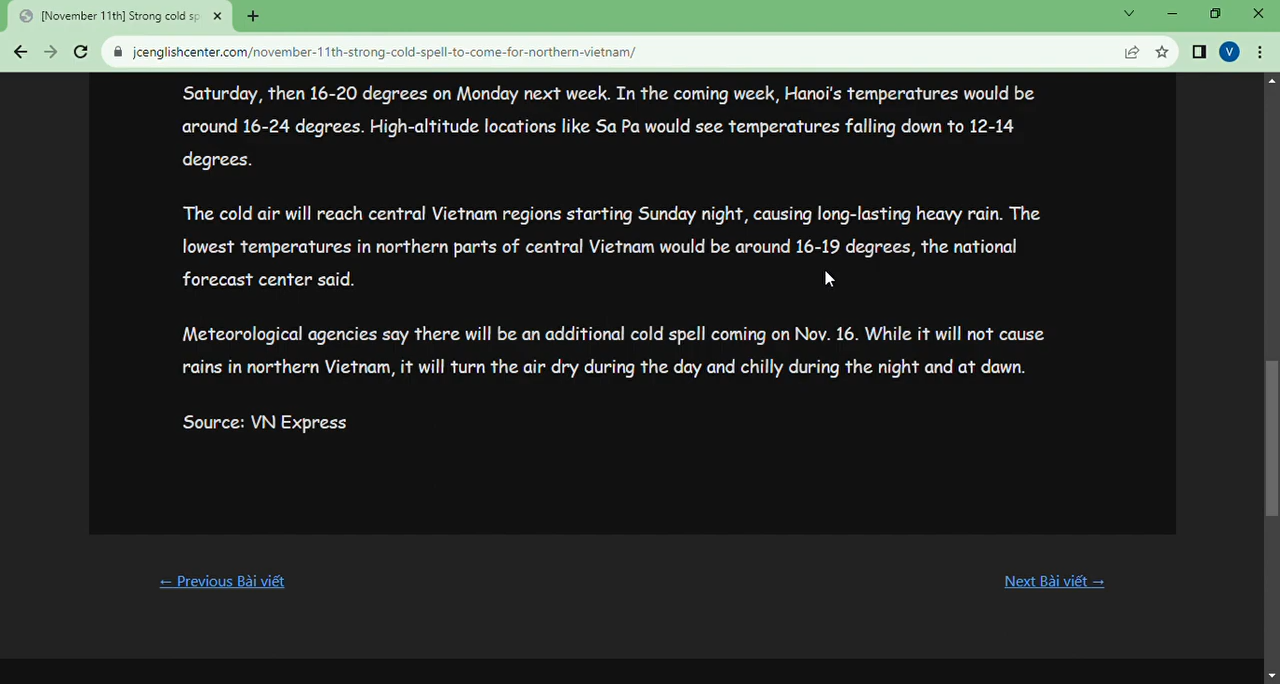 [November 11th] Strong cold sp
jcenglishcenter.com/november-11th-strong-cold-spell-to-come-for-northern-vietnam/
V
Saturday, then 16-20 degrees on Monday next week. In the coming week, Hanoi's temperatures would be
around 16-24 degrees. High-altitude locations like Sa Pa would see temperatures falling down to 12-14
degrees.
The cold air will reach central Vietnam regions starting Sunday night, causing long-lasting heavy rain. The
lowest temperatures in northern parts of central Vietnam would be around 16-19 degrees, the national
forecast center said.
Meteorological agencies say there will be an additional cold spell coming on Nov. 16. While it will not cause
rains in northern Vietnam, it will turn the air dry during the day and chilly during the night and at dawn.
Source: VN Express
← Previous Bài viết
Next Bài viết →